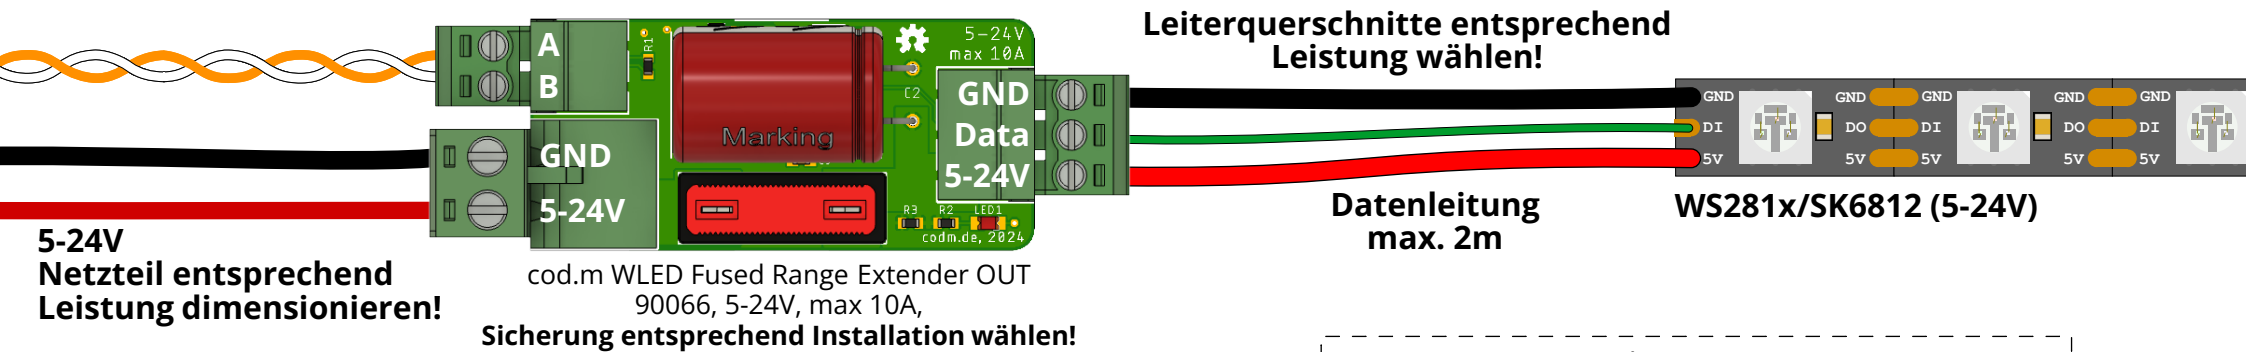 Leiterquerschnitte entsprechend
Leistung wählen!
A
B
R1
5-24V
max 10A
C2
Marking
GND
Data
5-24V
GND
5-24V
R3 R2 LED1
codm.de, 2024
GND GND GND GND GND
DI DO DI DO DI
5V 5V 5V 5V 5V
5-24V
Netzteil entsprechend
Leistung dimensionieren!
cod.m WLED Fused Range Extender OUT
90066, 5-24V, max 10A,
Sicherung entsprechend Installation wählen!
Datenleitung
max. 2m
WS281x/SK6812 (5-24V)